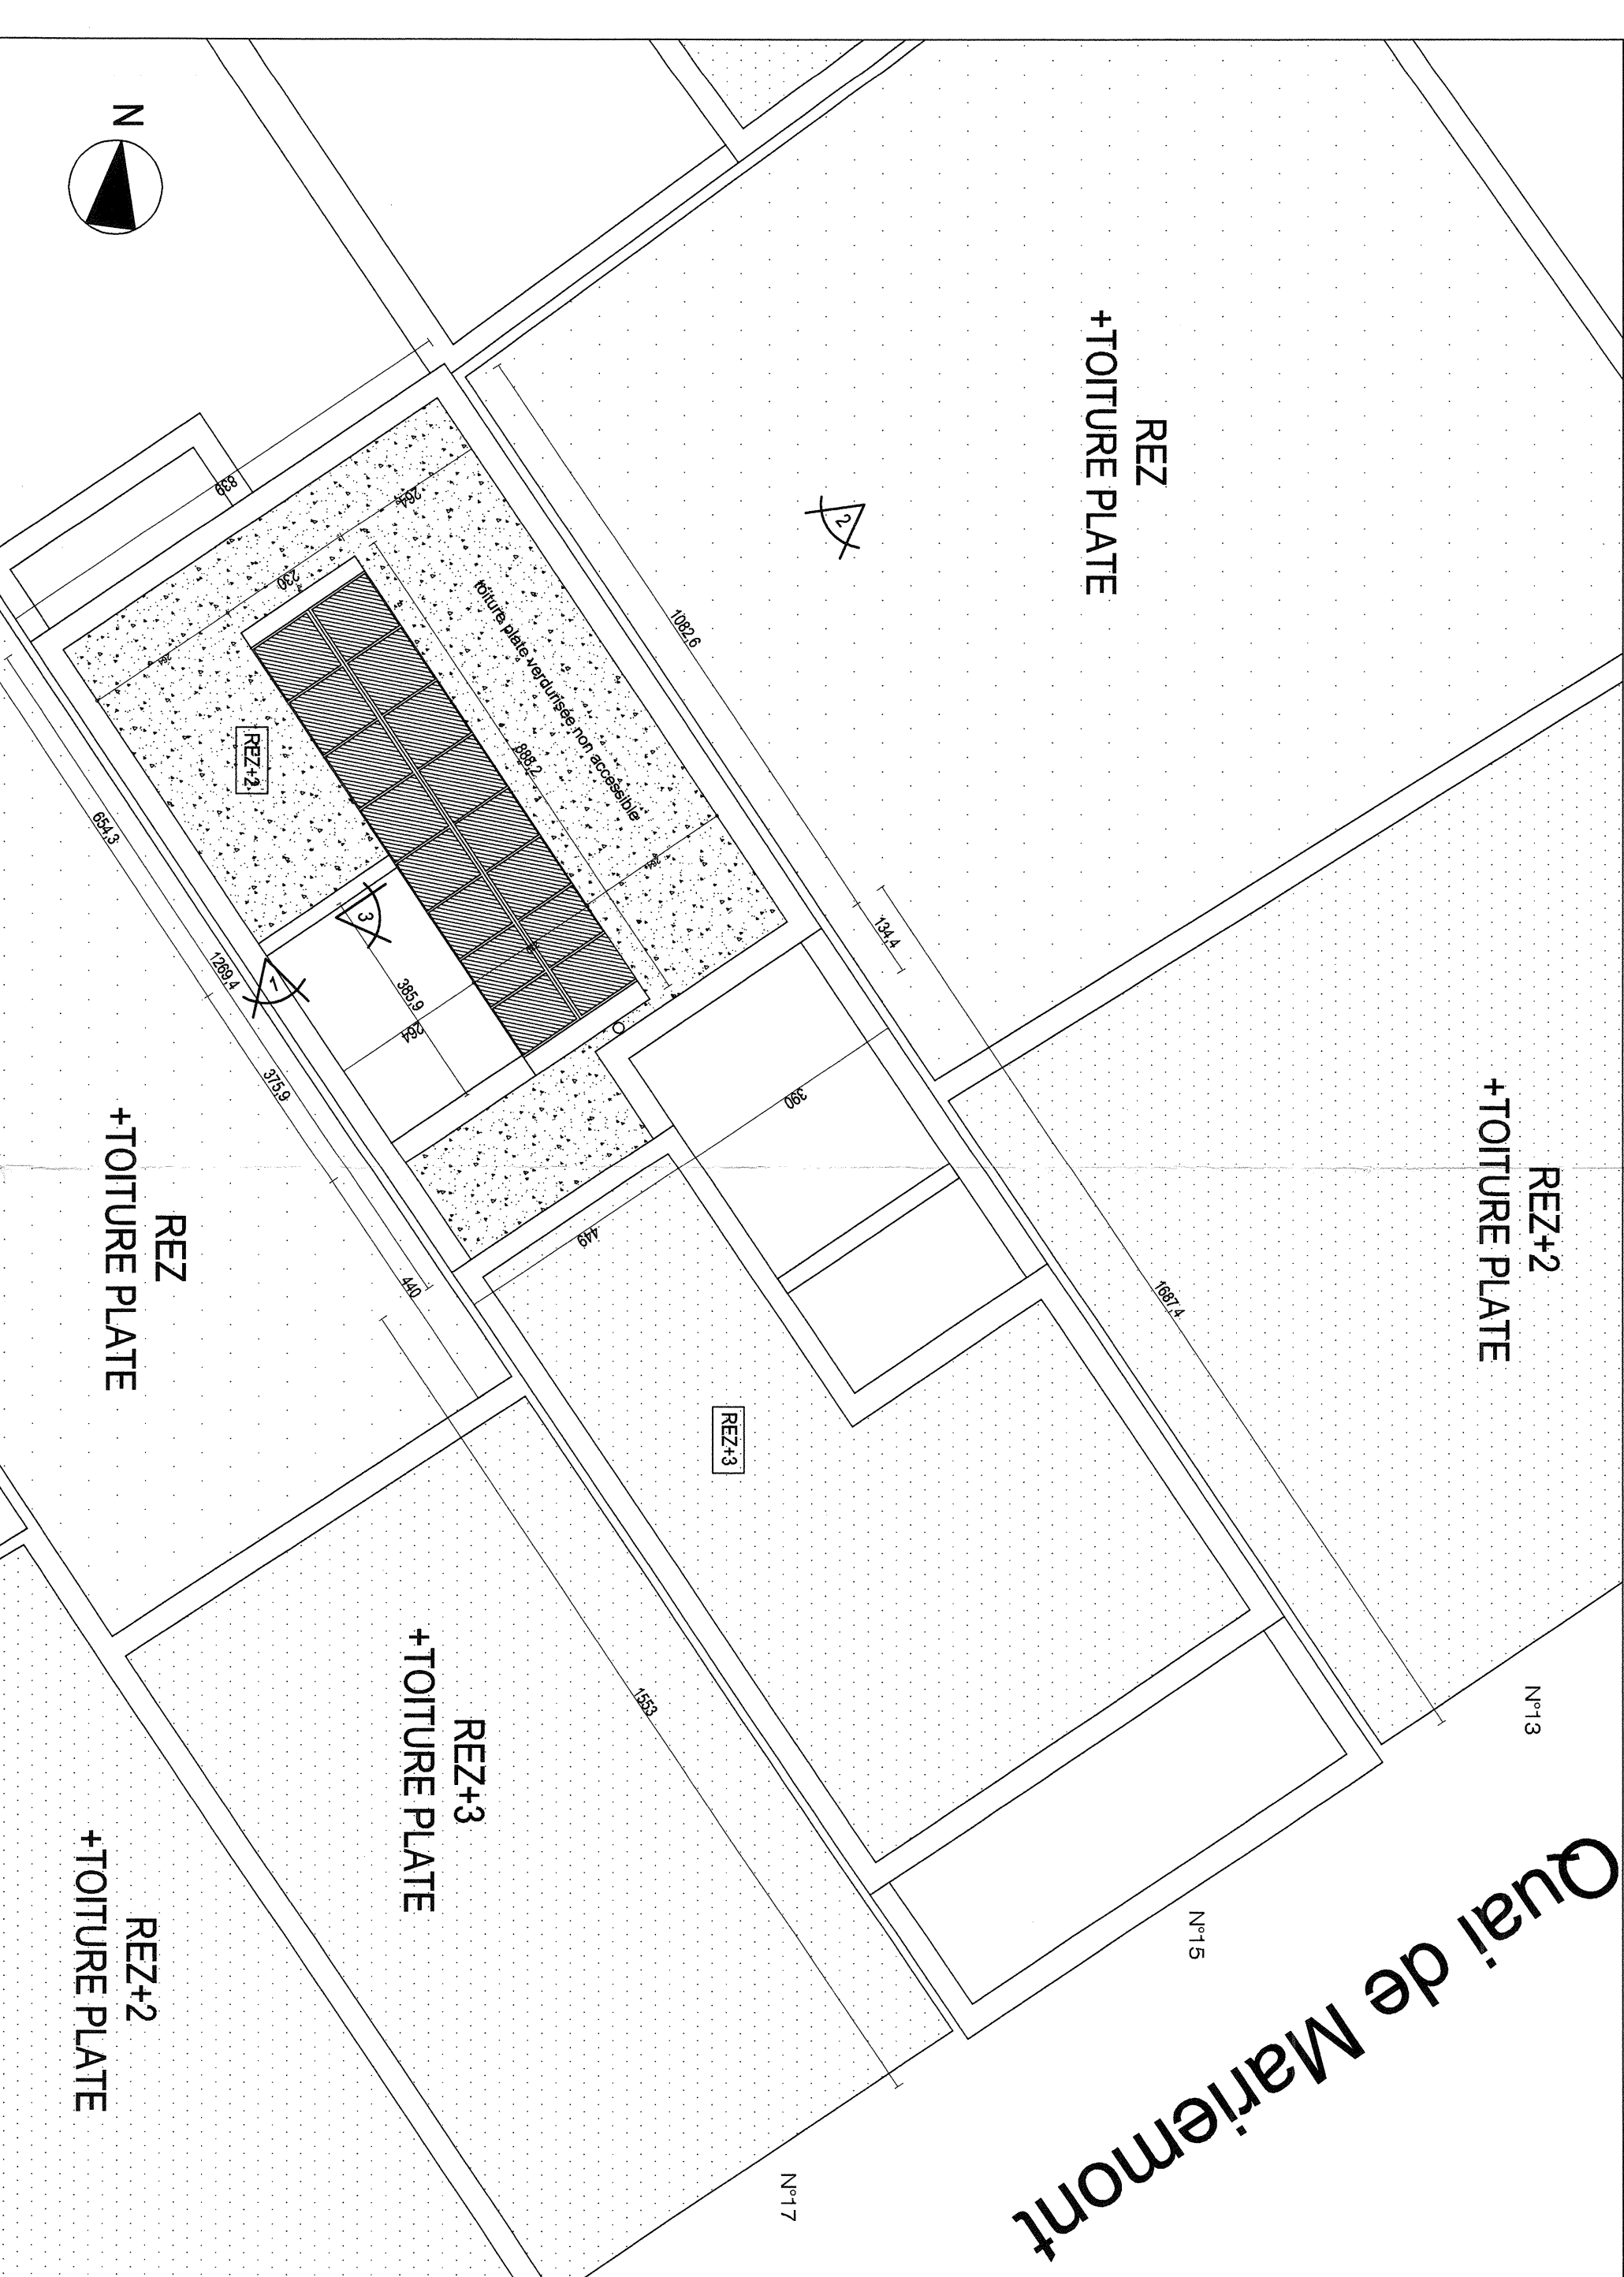 N
REZ
+TOITURE PLATE
REZ+2
+TOITURE PLATE
REZ
+TOITURE PLATE
REZ+3
+TOITURE PLATE
REZ+2
+TOITURE PLATE
REZ+2
REZ+3
toiture plate verdurisée non accessible
Quai de Mariemont
N°13
N°15
N°17
1
2
3
839
264
230
888,2
1082,6
134,4
1687,4
654,3
1269,4
375,9
440
385,9
264
390
449
1553